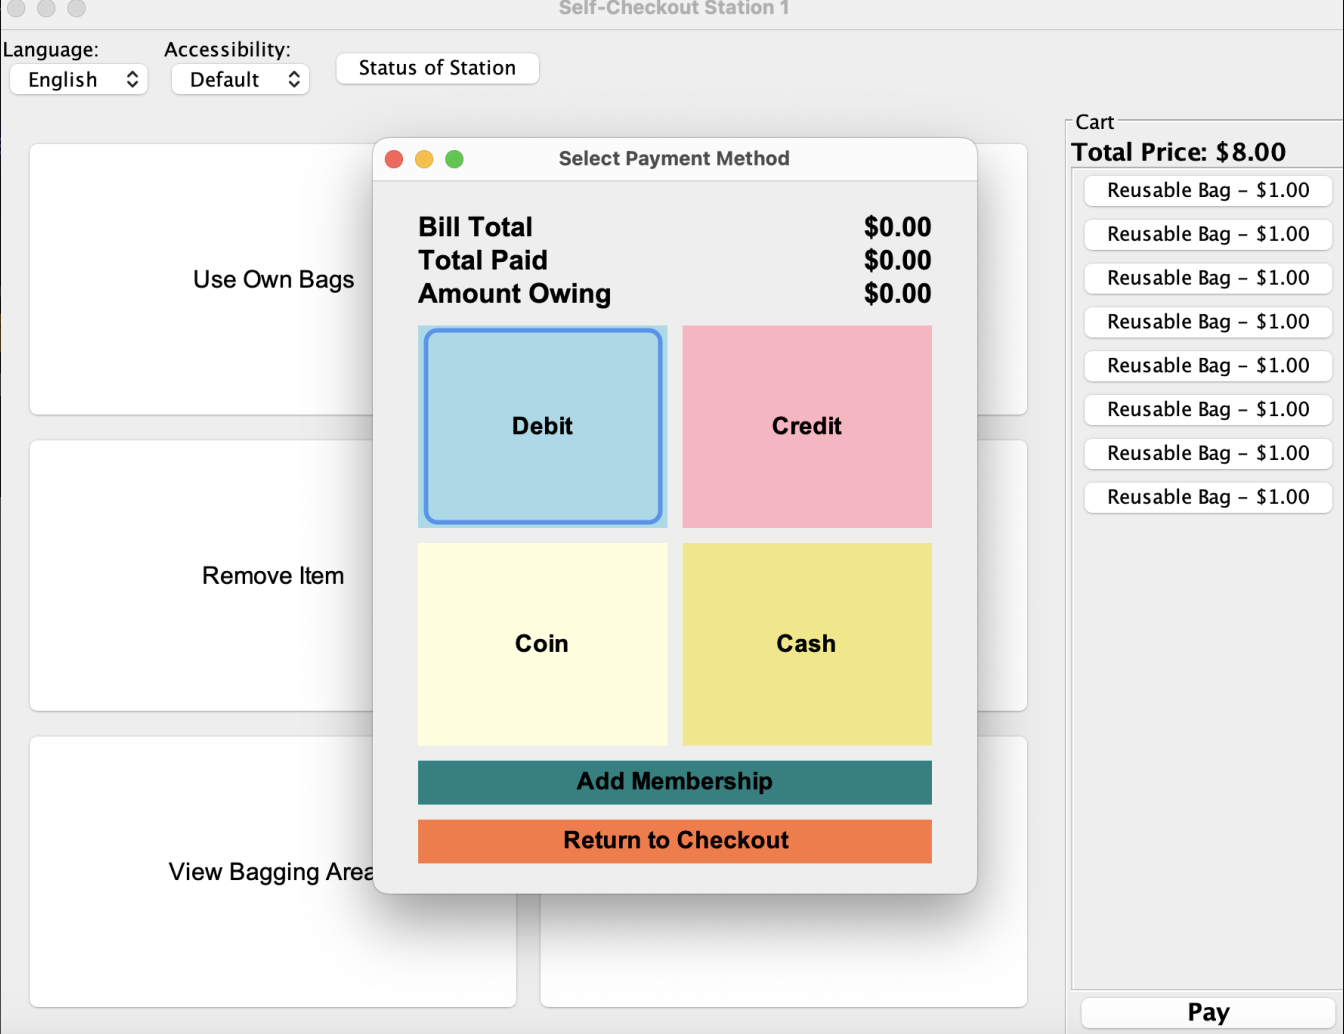 Self-Checkout Station 1
Language:
English
Accessibility:
Default
Status of Station
Use Own Bags
Remove Item
View Bagging Area
Select Payment Method
Bill Total $0.00
Total Paid $0.00
Amount Owing $0.00
Debit
Credit
Coin
Cash
Add Membership
Return to Checkout
Cart
Total Price: $8.00
Reusable Bag - $1.00
Reusable Bag - $1.00
Reusable Bag - $1.00
Reusable Bag - $1.00
Reusable Bag - $1.00
Reusable Bag - $1.00
Reusable Bag - $1.00
Reusable Bag - $1.00
Pay